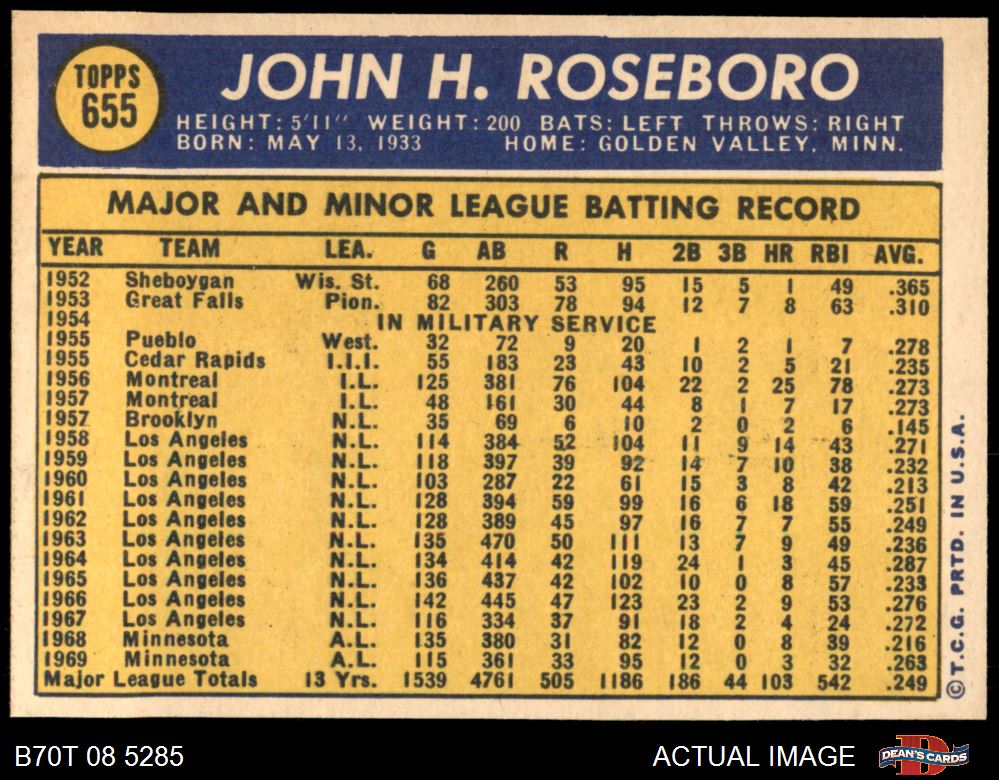 TOPPS
655
JOHN H. ROSEBORO
HEIGHT: 5'11" WEIGHT: 200 BATS: LEFT THROWS: RIGHT
BORN: MAY 13, 1933 HOME: GOLDEN VALLEY, MINN.
MAJOR AND MINOR LEAGUE BATTING RECORD
YEAR TEAM LEA. G AB R H 2B 3B HR RBI AVG.
1952 Sheboygan Wis. St. 68 260 53 95 15 5 1 49 .365
1953 Great Falls Pion. 82 303 78 94 12 7 8 63 .310
1954 IN MILITARY SERVICE
1955 Pueblo West. 32 72 9 20 1 2 1 7 .278
1955 Cedar Rapids I.I.I. 55 183 23 43 10 2 5 21 .235
1956 Montreal I.L. 125 381 76 104 22 2 25 78 .273
1957 Montreal I.L. 48 161 30 44 8 1 7 17 .273
1957 Brooklyn N.L. 35 69 6 10 2 0 2 6 .145
1958 Los Angeles N.L. 114 384 52 104 11 9 14 43 .271
1959 Los Angeles N.L. 118 397 39 92 14 7 10 38 .232
1960 Los Angeles N.L. 103 287 22 61 15 3 8 42 .213
1961 Los Angeles N.L. 128 394 59 99 16 6 18 59 .251
1962 Los Angeles N.L. 128 389 45 97 16 7 7 55 .249
1963 Los Angeles N.L. 135 470 50 111 13 7 9 49 .236
1964 Los Angeles N.L. 134 414 42 119 24 1 3 45 .287
1965 Los Angeles N.L. 136 437 42 102 10 0 8 57 .233
1966 Los Angeles N.L. 142 445 47 123 23 2 9 53 .276
1967 Los Angeles N.L. 116 334 37 91 18 2 4 24 .272
1968 Minnesota A.L. 135 380 31 82 12 0 8 39 .216
1969 Minnesota A.L. 115 361 33 95 12 0 3 32 .263
Major League Totals 13 Yrs. 1539 4761 505 1186 186 44 103 542 .249
© T.C.G. PRTD. IN U.S.A.
B70T 08 5285
ACTUAL IMAGE
DEAN'S CARDS